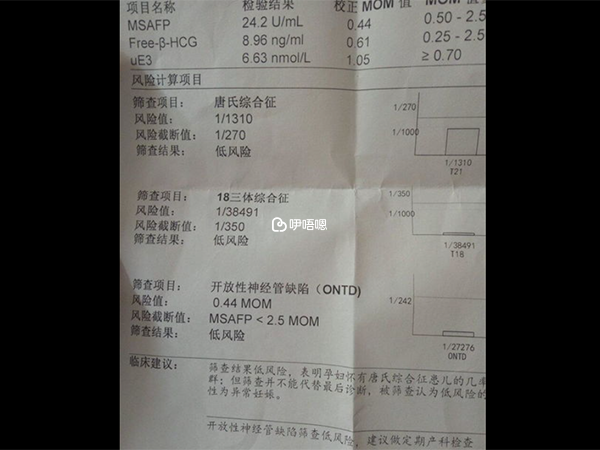 项目名称 检验结果 校正 MOM 值 MOM 值
MSAFP 24.2 U/mL 0.44 0.50 - 2.5
Free-β-HCG 8.96 ng/ml 0.61 0.25 - 2.5
uE3 6.63 nmol/L 1.05 ≥ 0.70
风险计算项目
筛查项目: 唐氏综合征
风险值: 1/1310
风险截断值: 1/270
筛查结果: 低风险
1/270
1/1000
1/1310
T21
筛查项目: 18三体综合征
风险值: 1/38491
风险截断值: 1/350
筛查结果: 低风险
1/350
1/1000
1/38491
T18
伊唔嗯
筛查项目: 开放性神经管缺陷(ONTD)
风险值: 0.44 MOM
风险截断值: MSAFP < 2.5 MOM
筛查结果: 低风险
1/242
1/27276
ONTD
临床建议: 筛查结果低风险,表明孕妇怀有唐氏综合征患儿的几率
群;但筛查并不能代替最后诊断,被筛查认为低风险的
性为异常妊娠。
开放性神经管缺陷筛查低风险,建议做定期产科检查